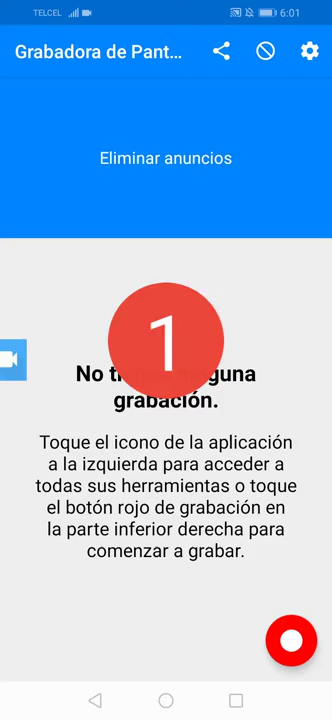 TELCEL 6:01
Grabadora de Pant...
Eliminar anuncios
1
No
grabación.
Toque el icono de la aplicación
a la izquierda para acceder a
todas sus herramientas o toque
el botón rojo de grabación en
la parte inferior derecha para
comenzar a grabar.